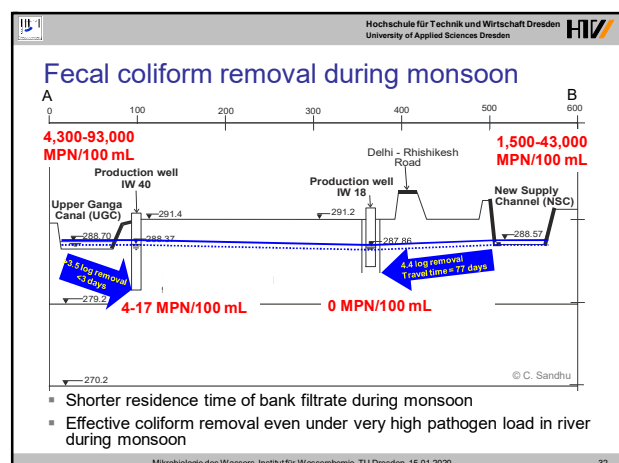 Hochschule für Technik und Wirtschaft Dresden
University of Applied Sciences Dresden
HTW
Fecal coliform removal during monsoon
A
B
0
100
200
300
400
500
600
4,300-93,000
MPN/100 mL
1,500-43,000
MPN/100 mL
Delhi - Rhishikesh
Road
Production well
IW 40
Production well
IW 18
Upper Ganga
Canal (UGC)
New Supply
Channel (NSC)
291.4
291.2
288.70
288.37
287.86
288.57
>3.5 log removal
<3 days
4.4 log removal
Travel time = 77 days
279.2
4-17 MPN/100 mL
0 MPN/100 mL
270.2
© C. Sandhu
Shorter residence time of bank filtrate during monsoon
Effective coliform removal even under very high pathogen load in river
during monsoon
Mikrobiologie des Wassers, Institut für Wasserchemie, TU Dresden, 15.01.2020
32